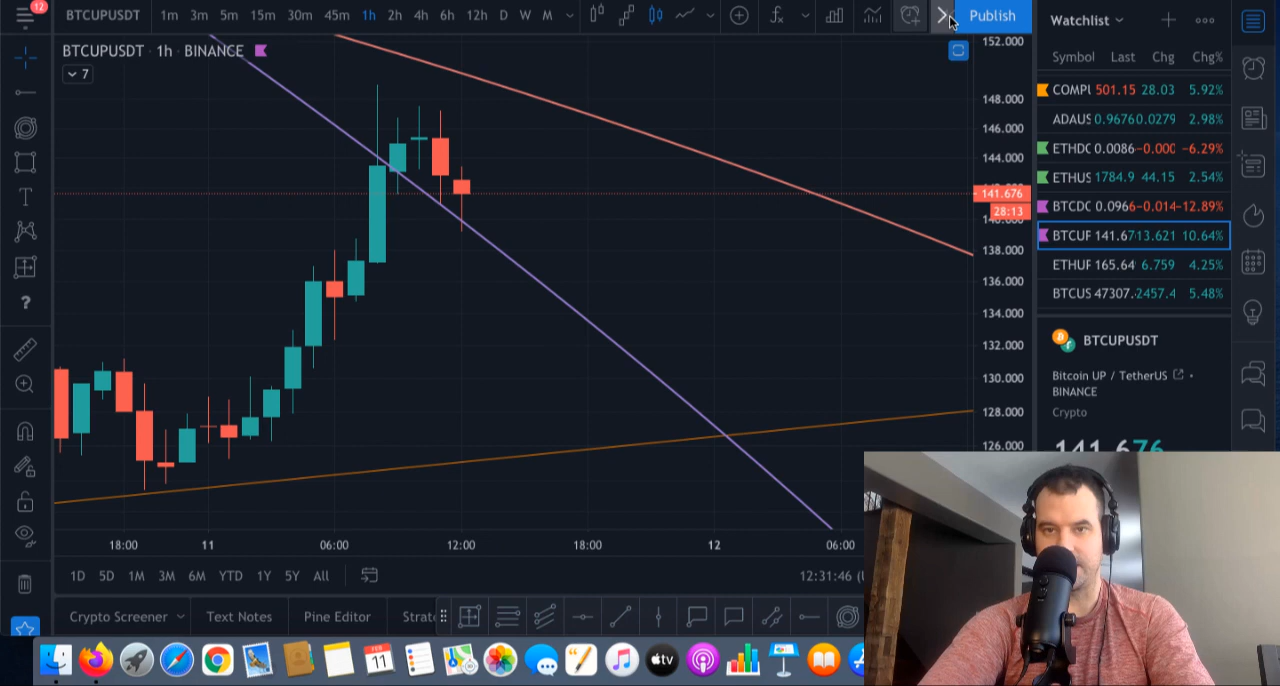 12
BTCUPUSDT 1m 3m 5m 15m 30m 45m 1h 2h 4h 6h 12h D W M Publish
BTCUPUSDT · 1h · BINANCE
7
152.000
148.000
146.000
144.000
141.676
28:13
138.000
136.000
134.000
132.000
130.000
128.000
126.000
18:00 11 06:00 12:00 18:00 12 06:00
1D 5D 1M 3M 6M YTD 1Y 5Y All 12:31:46
Crypto Screener Text Notes Pine Editor
Watchlist
Symbol Last Chg Chg%
501.15 28.03 5.92%
ADAUS 0.9676 0.0279 2.98%
ETHDC 0.0086 -0.000 -6.29%
ETHUS 1784.9 44.15 2.54%
BTCDC 0.0966 -0.014 -12.89%
BTCUF 141.67 13.621 10.64%
ETHUF 165.64 6.759 4.25%
BTCUS 47307. 2457.4 5.48%
BTCUPUSDT
Bitcoin UP / TetherUS ·
BINANCE
Crypto
141.676
FEB
11
tv